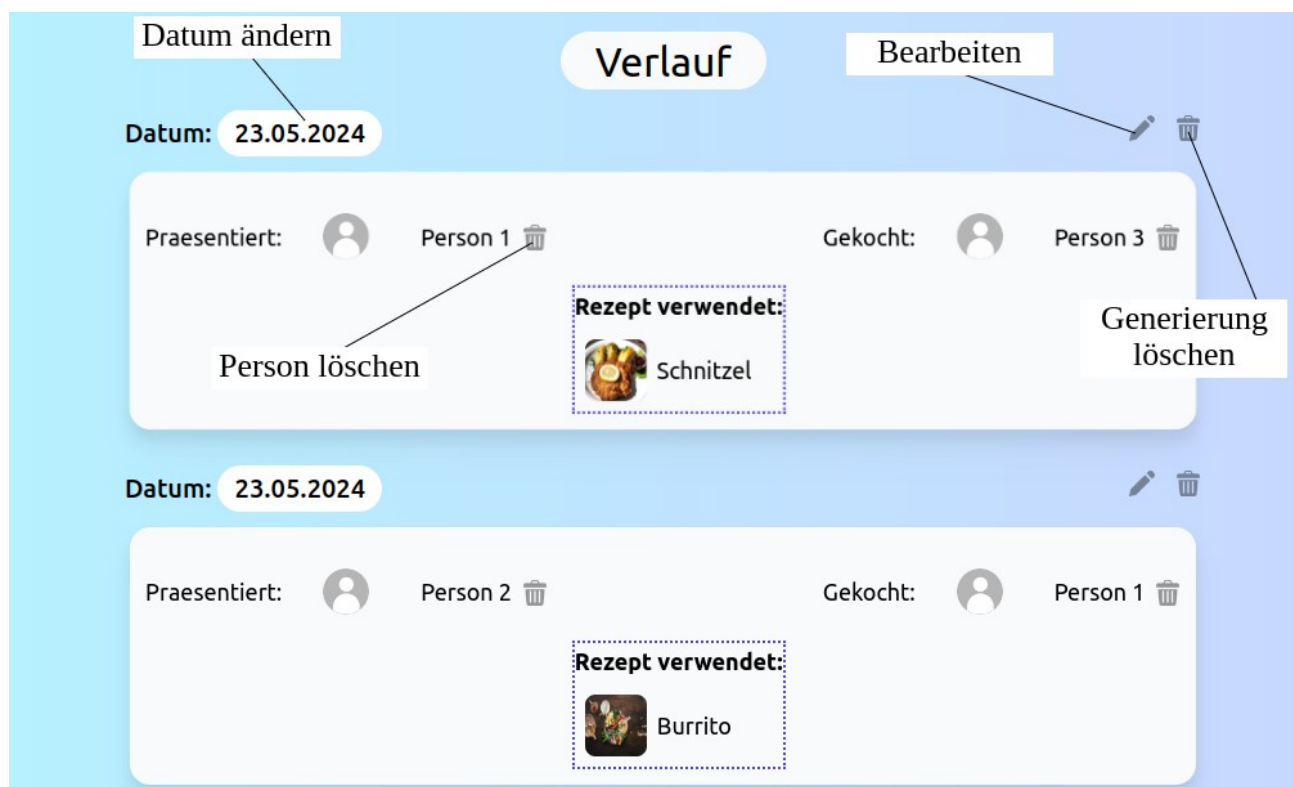 Datum ändern
Verlauf
Bearbeiten
Datum: 23.05.2024
Praesentiert: Person 1
Gekocht: Person 3
Rezept verwendet:
Schnitzel
Person löschen
Generierung
löschen
Datum: 23.05.2024
Praesentiert: Person 2
Gekocht: Person 1
Rezept verwendet:
Burrito